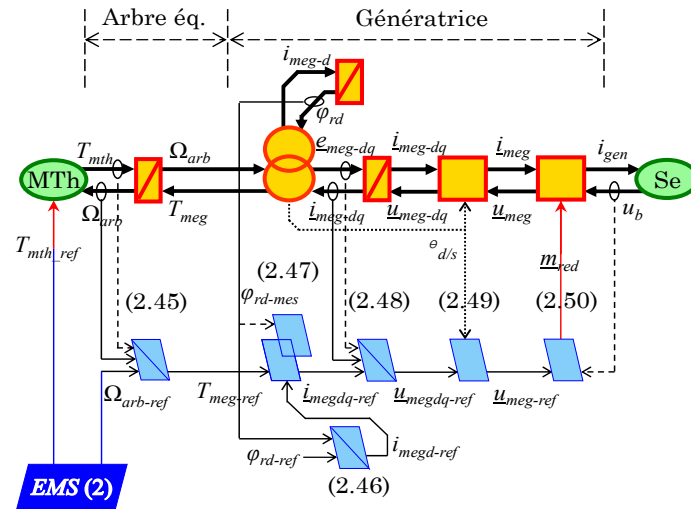 Arbre éq.
Génératrice
i_meg-d
φ_rd
T_mth
Ω_arb
e_meg-dq
i_meg-dq
i_meg
i_gen
MTh
Se
Ω_arb
T_meg
i_meg-dq
u_meg-dq
u_meg
u_b
T_mth_ref
θ_d/s
m_red
(2.45)
(2.47)
(2.48)
(2.49)
(2.50)
φ_rd-mes
Ω_arb-ref
T_meg-ref
i_megdq-ref
u_megdq-ref
u_meg-ref
φ_rd-ref
i_megd-ref
(2.46)
EMS (2)